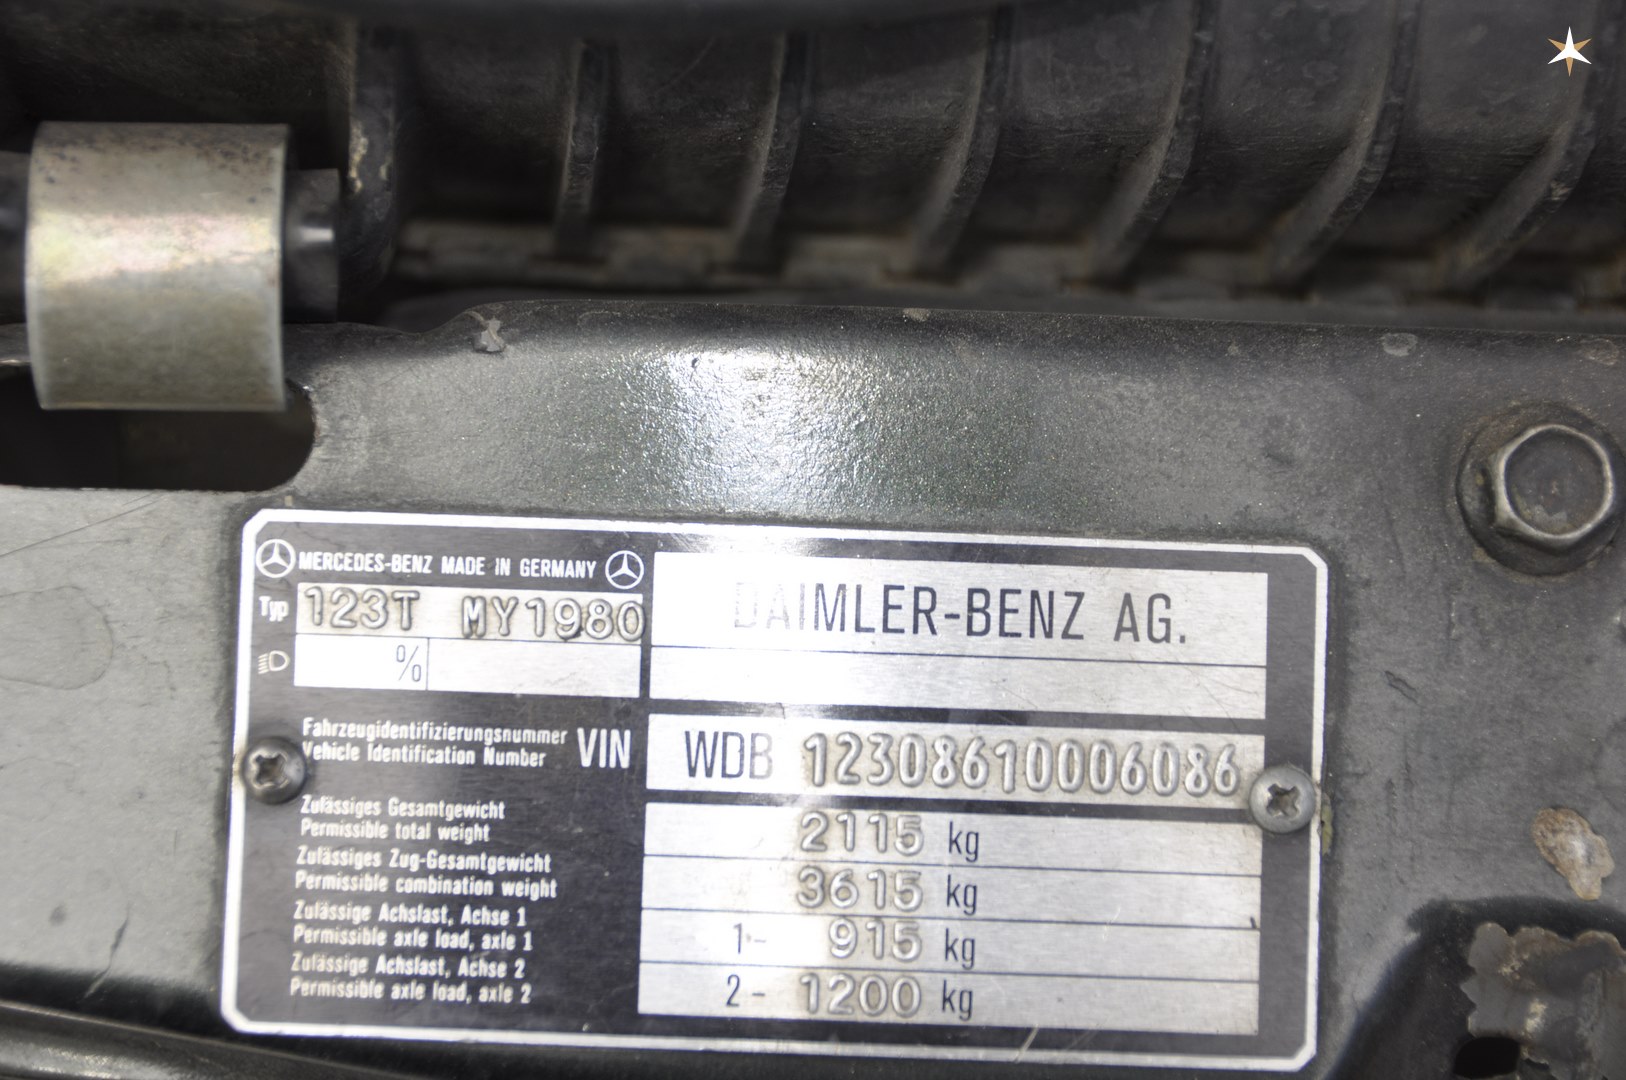 MERCEDES-BENZ MADE IN GERMANY
Typ 123T MY1980
%
DAIMLER-BENZ AG.
Fahrzeugidentifizierungsnummer
Vehicle Identification Number
VIN WDB 12308610006086
Zulässiges Gesamtgewicht
Permissible total weight
2115 kg
Zulässiges Zug-Gesamtgewicht
Permissible combination weight
3615 kg
Zulässige Achslast, Achse 1
Permissible axle load, axle 1
1- 915 kg
Zulässige Achslast, Achse 2
Permissible axle load, axle 2
2- 1200 kg